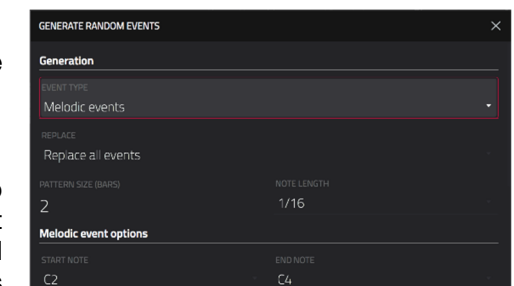 GENERATE RANDOM EVENTS
Generation
EVENT TYPE
Melodic events
REPLACE
Replace all events
PATTERN SIZE (BARS) NOTE LENGTH
2 1/16
Melodic event options
START NOTE END NOTE
C2 C4